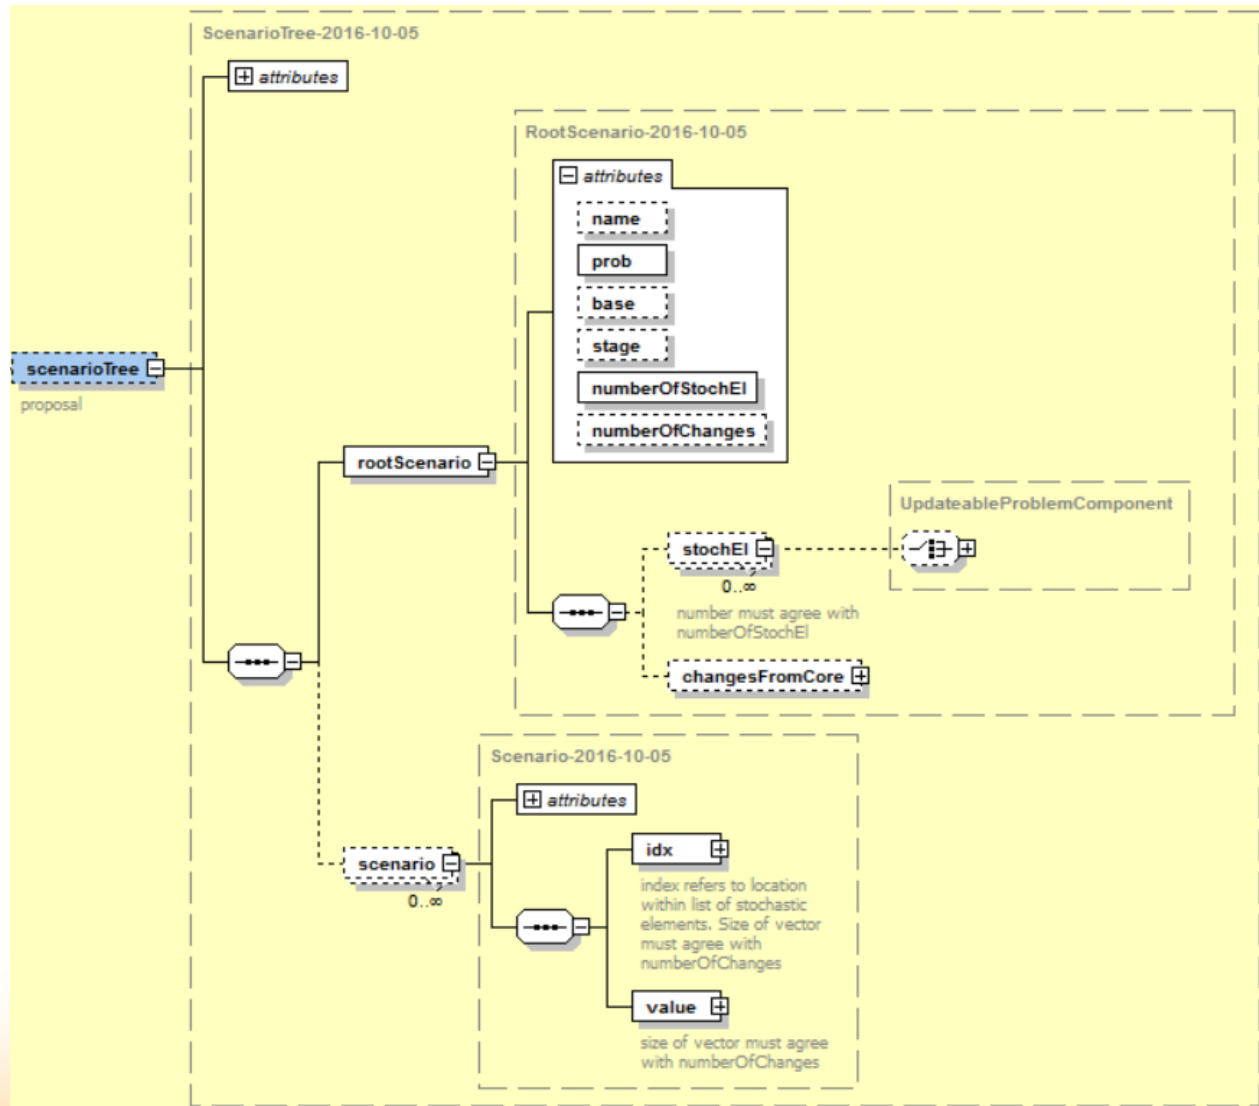 ScenarioTree-2016-10-05
attributes
RootScenario-2016-10-05
attributes
name
prob
base
stage
numberOfStochEl
numberOfChanges
scenarioTree
proposal
rootScenario
UpdateableProblemComponent
stochEl
0..∞
number must agree with
numberOfStochEl
changesFromCore
Scenario-2016-10-05
attributes
scenario
0..∞
idx
index refers to location
within list of stochastic
elements. Size of vector
must agree with
numberOfChanges
value
size of vector must agree
with numberOfChanges